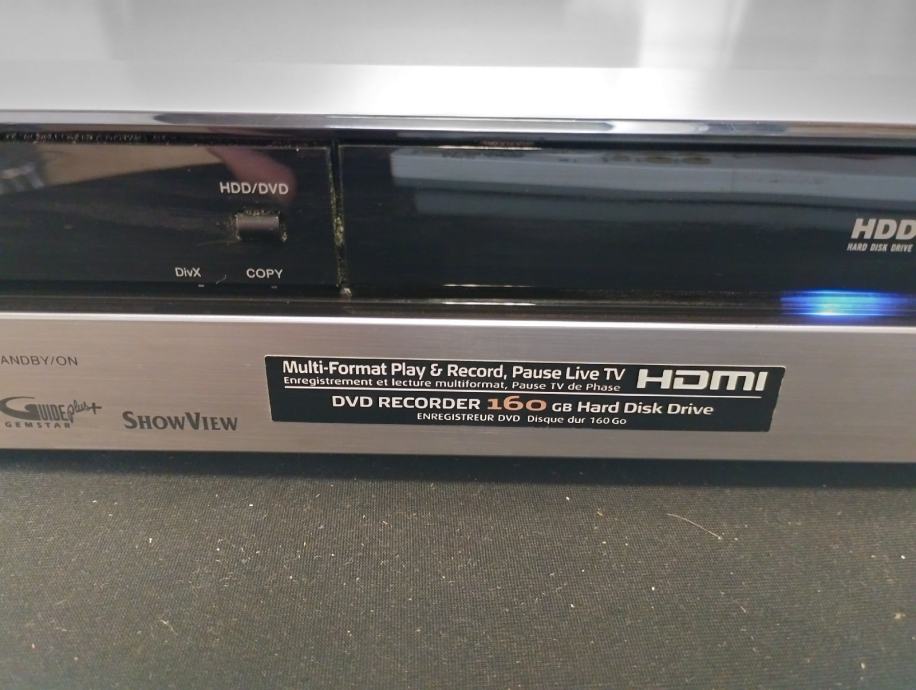 HDD/DVD
DivX COPY
HDD
HARD DISK DRIVE
ANDBY/ON
GUIDE plus+
GEMSTAR
SHOWVIEW
Multi-Format Play & Record, Pause Live TV
Enregistrement et lecture multiformat, Pause TV de Phase
HDMI
DVD RECORDER 160 GB Hard Disk Drive
ENREGISTREUR DVD Disque dur 160 Go